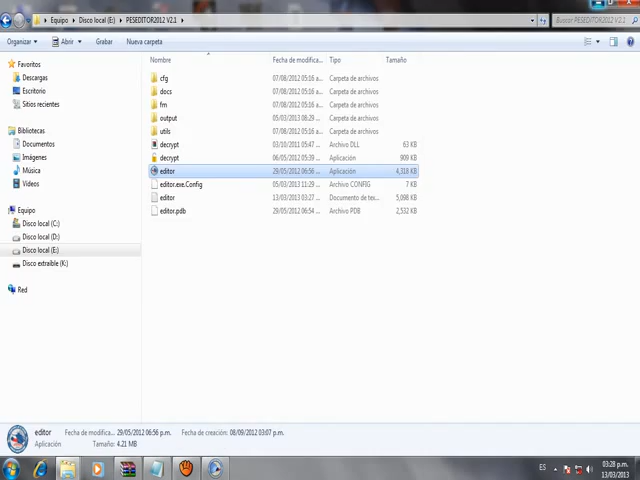 Equipo ▸ Disco local (E:) ▸ PESEDITOR2012 V2.1 ▸
Buscar PESEDITOR2012 V2.1
Organizar Abrir Grabar Nueva carpeta
Nombre Fecha de modifica... Tipo Tamaño
Favoritos
Descargas
Escritorio
Sitios recientes
Bibliotecas
Documentos
Imágenes
Música
Vídeos
Equipo
Disco local (C:)
Disco local (D:)
Disco local (E:)
Disco extraíble (K:)
Red
cfg 07/08/2012 05:16 a... Carpeta de archivos
docs 07/08/2012 05:16 a... Carpeta de archivos
fm 07/08/2012 05:16 a... Carpeta de archivos
output 05/03/2013 08:29 ... Carpeta de archivos
utils 07/08/2012 05:16 a... Carpeta de archivos
decrypt 03/10/2011 05:47 ... Archivo DLL 63 KB
decrypt 06/05/2012 05:39 ... Aplicación 909 KB
editor 29/05/2012 06:56 ... Aplicación 4,318 KB
editor.exe.Config 05/03/2013 11:29 ... Archivo CONFIG 7 KB
editor 13/03/2013 03:27 ... Documento de tex... 5,098 KB
editor.pdb 29/05/2012 06:54 ... Archivo PDB 2,532 KB
editor Fecha de modifica... 29/05/2012 06:56 p.m. Fecha de creación: 08/09/2012 03:07 p.m.
Aplicación Tamaño: 4.21 MB
ES
03:28 p.m.
13/03/2013